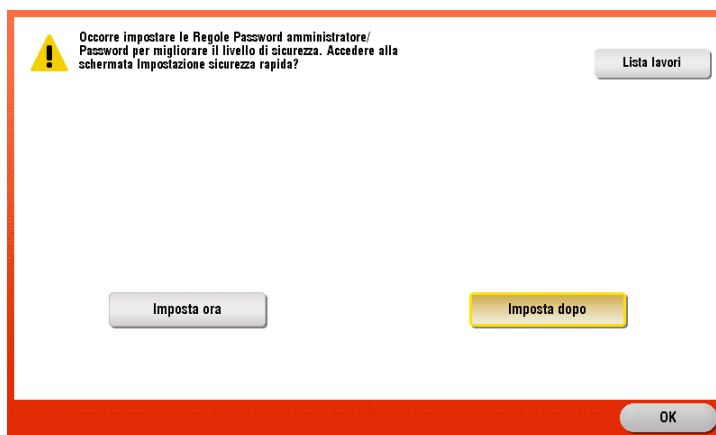 Occorre impostare le Regole Password amministratore/
Password per migliorare il livello di sicurezza. Accedere alla
schermata Impostazione sicurezza rapida?
Lista lavori
Imposta ora
Imposta dopo
OK